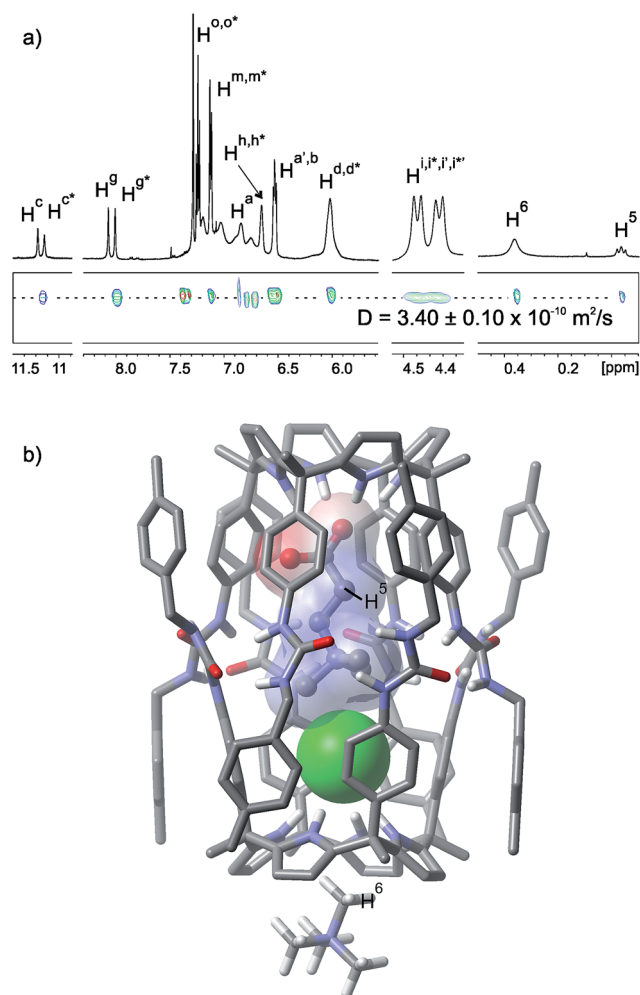 a)
H^o,o*
H^m,m*
H^h,h*
H^c H^c*
H^g H^g*
H^a
H^a',b
H^d,d*
H^i,i*,i',i*'
H^6
H^5
D = 3.40 ± 0.10 x 10^-10 m^2/s
11.5 11 8.0 7.5 7.0 6.5 6.0 4.5 4.4 0.4 0.2 [ppm]
b)
H^5
H^6